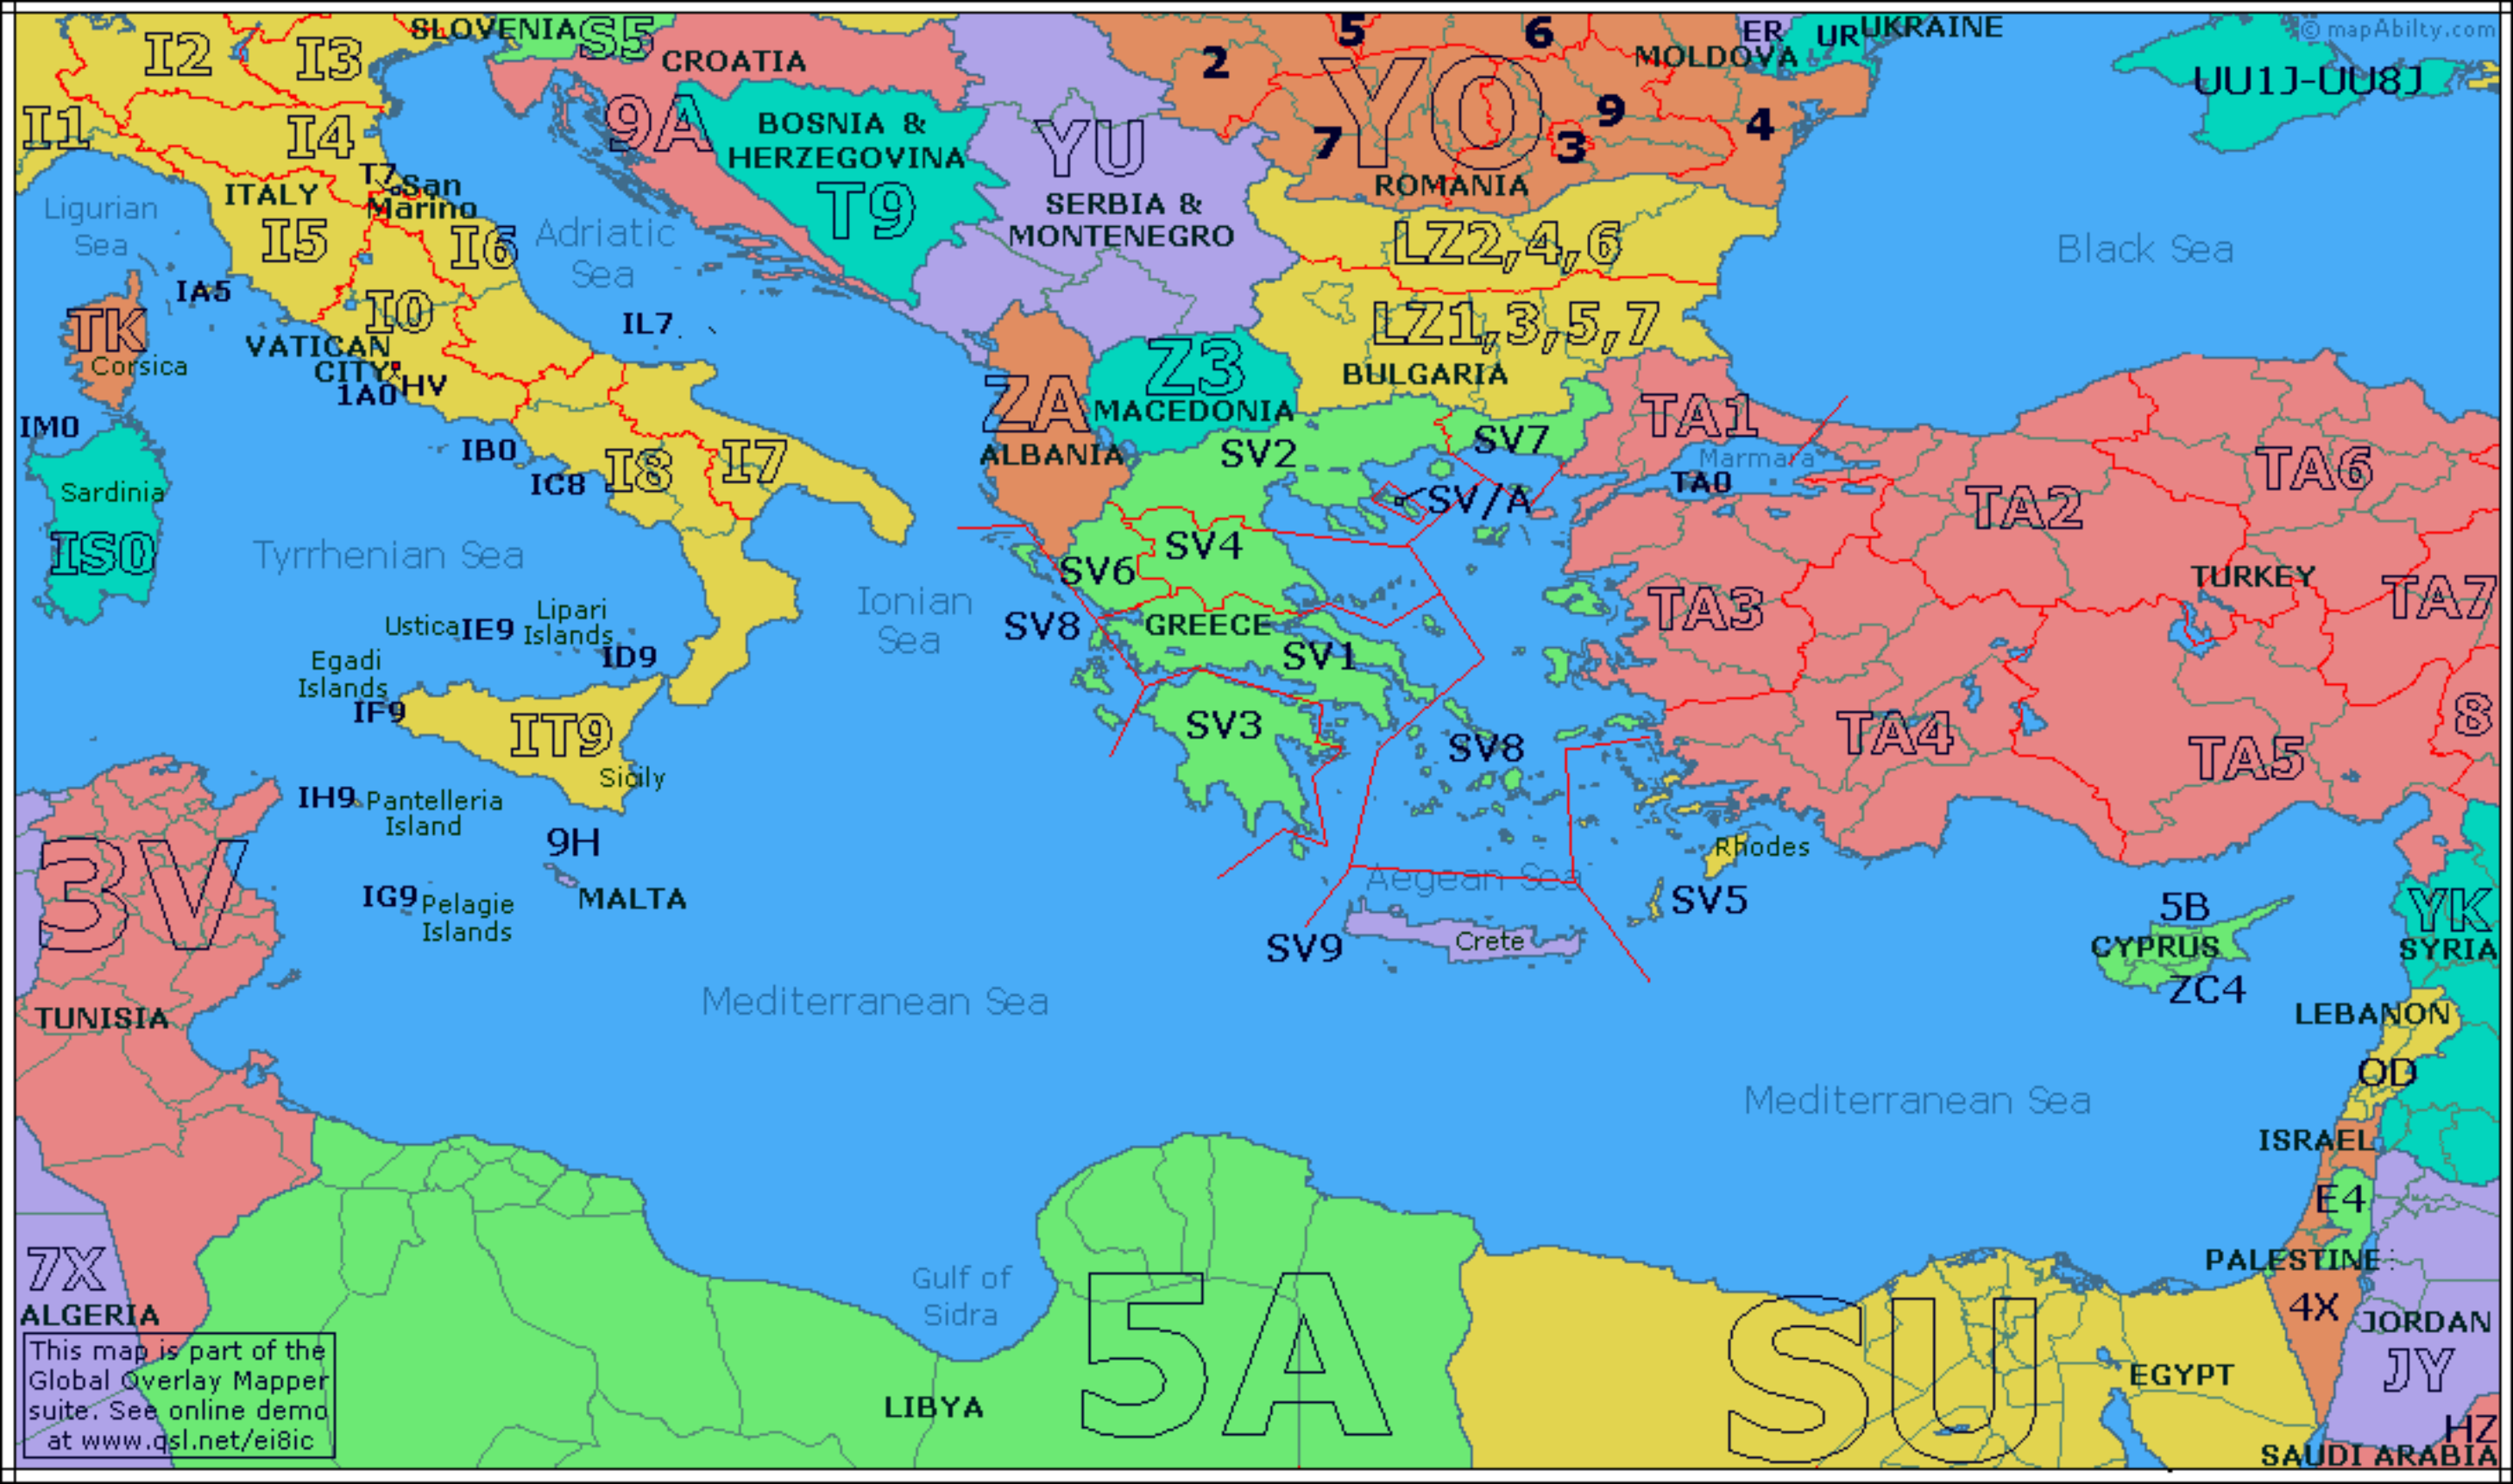 SLOVENIA
S5
CROATIA
5
6
ER
UR
UKRAINE
© mapAbilty.com
I2
I3
2
MOLDOVA
YO
UU1J-UU8J
I1
I4
9A
BOSNIA &
HERZEGOVINA
T9
YU
7
9
3
4
ROMANIA
T7
San
Marino
ITALY
I5
I6
Ligurian
Sea
Adriatic
Sea
SERBIA &
MONTENEGRO
LZ2,4,6
Black Sea
IA5
I0
IL7
LZ1,3,5,7
BULGARIA
TK
Corsica
VATICAN
CITY
1A0
HV
Z3
MACEDONIA
ZA
ALBANIA
IM0
IB0
IC8
I8
I7
SV2
SV7
TA1
Marmara
TA0
TA6
Sardinia
IS0
SV/A
TA2
Tyrrhenian Sea
SV4
SV6
TURKEY
TA7
Ionian
Sea
SV8
GREECE
TA3
Ustica
IE9
Lipari
Islands
ID9
SV1
Egadi
Islands
IF9
IT9
Sicily
SV3
SV8
TA4
TA5
8
IH9
Pantelleria
Island
9H
MALTA
3V
IG9
Pelagie
Islands
Rhodes
Aegean Sea
SV5
SV9
Crete
5B
CYPRUS
ZC4
YK
SYRIA
Mediterranean Sea
TUNISIA
LEBANON
OD
Mediterranean Sea
ISRAEL
E4
PALESTINE
7X
ALGERIA
Gulf of
Sidra
5A
SU
4X
JORDAN
JY
EGYPT
LIBYA
HZ
SAUDI ARABIA
This map is part of the
Global Overlay Mapper
suite. See online demo
at www.qsl.net/ei8ic